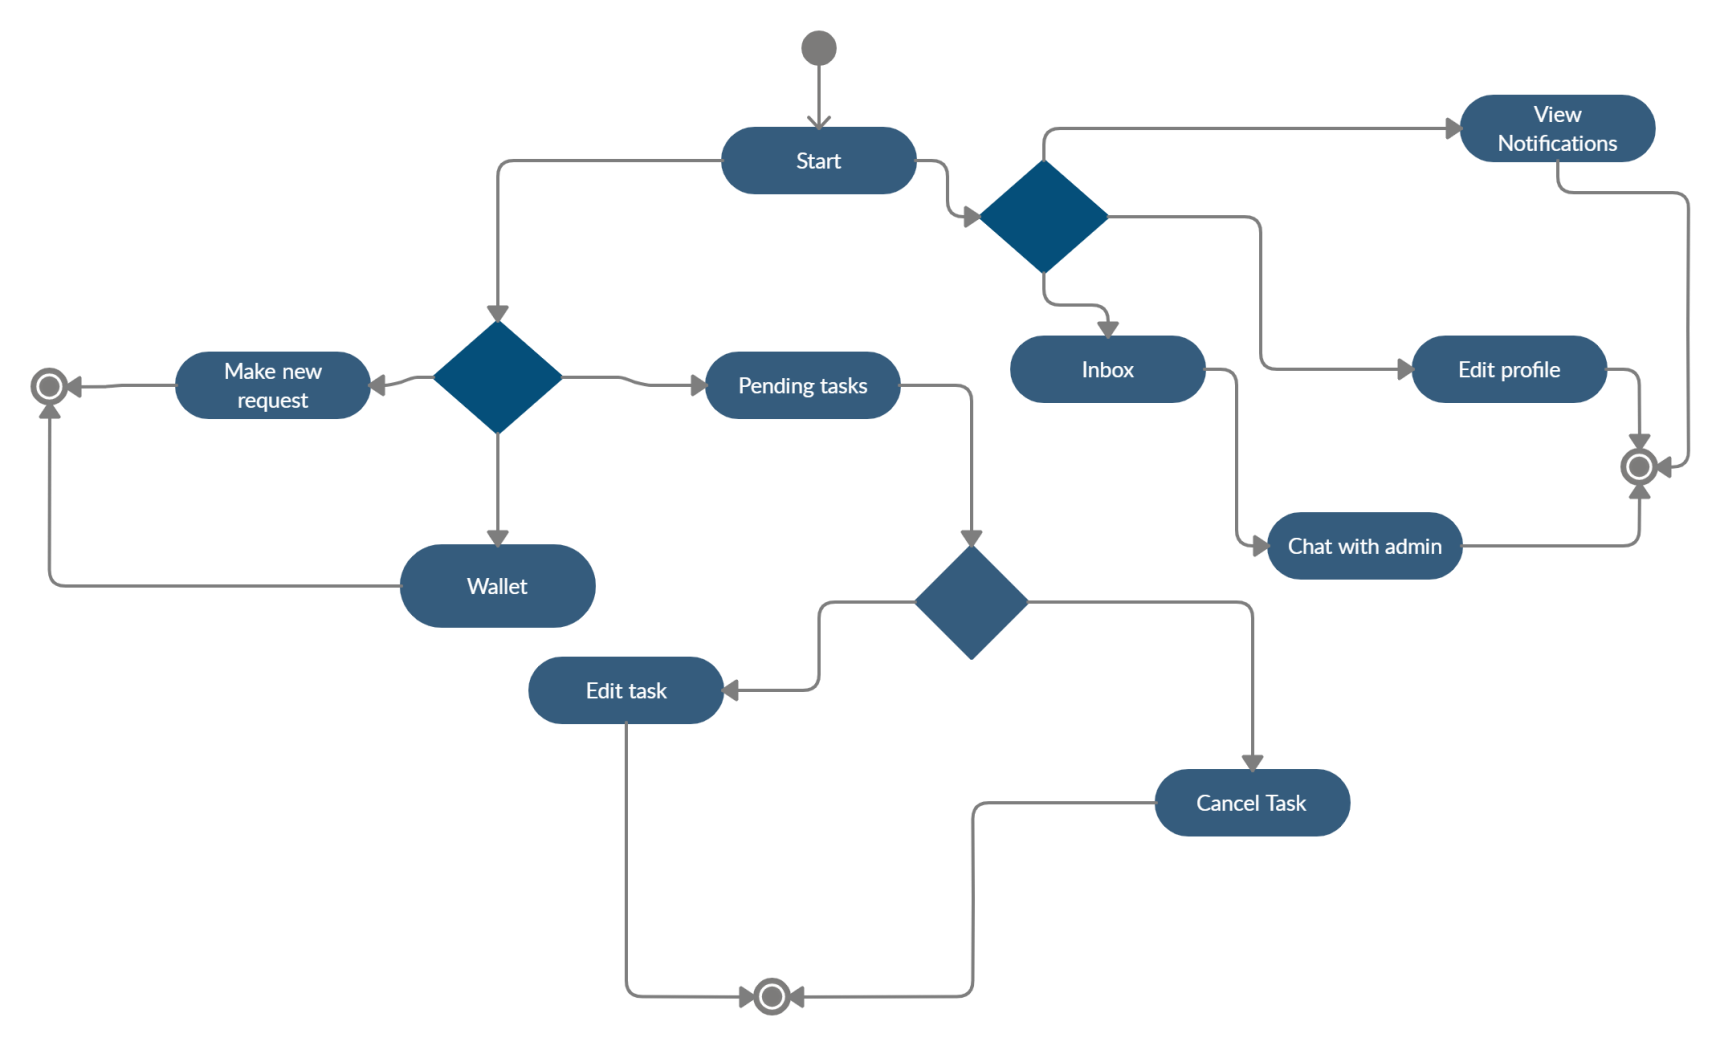 View
Notifications
Start
Make new
request
Pending tasks
Inbox
Edit profile
Chat with admin
Wallet
Edit task
Cancel Task